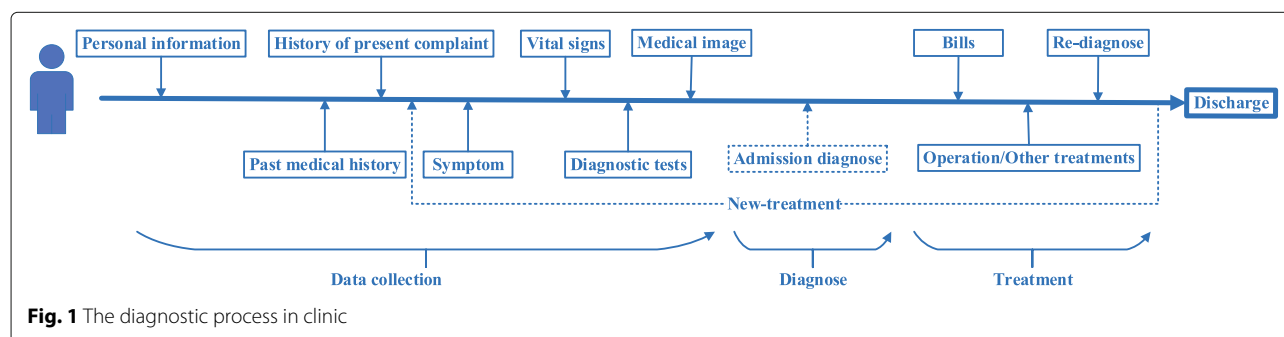 Personal information
History of present complaint
Vital signs
Medical image
Bills
Re-diagnose
Discharge
Past medical history
Symptom
Diagnostic tests
Admission diagnose
Operation/Other treatments
New-treatment
Data collection
Diagnose
Treatment
Fig. 1 The diagnostic process in clinic